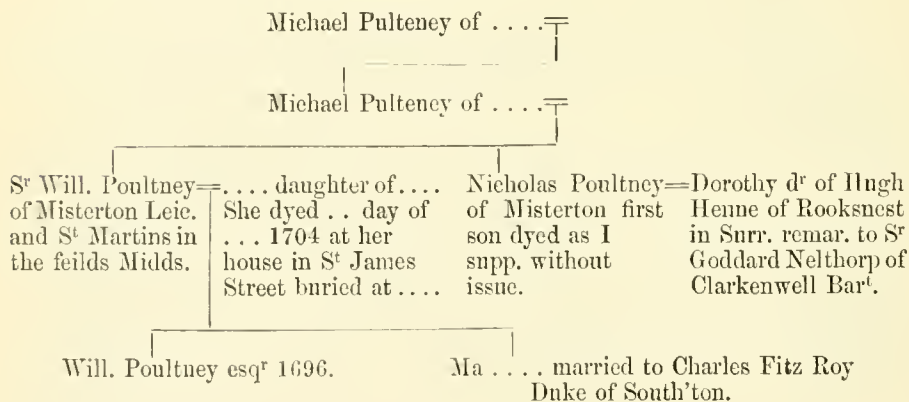 Michael Pulteney of . . . .
Michael Pulteney of . . . .
Sʳ Will. Poultney=
of Misterton Leic.
and Sᵗ Martins in
the feilds Midds.
. . . . daughter of . . . .
She dyed . . day of
. . . 1704 at her
house in Sᵗ James
Street buried at . . . .
Nicholas Poultney=
of Misterton first
son dyed as I
supp. without
issue.
Dorothy dʳ of Hugh
Henne of Rooksnest
in Surr. remar. to Sʳ
Goddard Nelthorp of
Clarkenwell Barᵗ.
Will. Poultney esqʳ 1696.
Ma . . . . married to Charles Fitz Roy
Duke of South'ton.